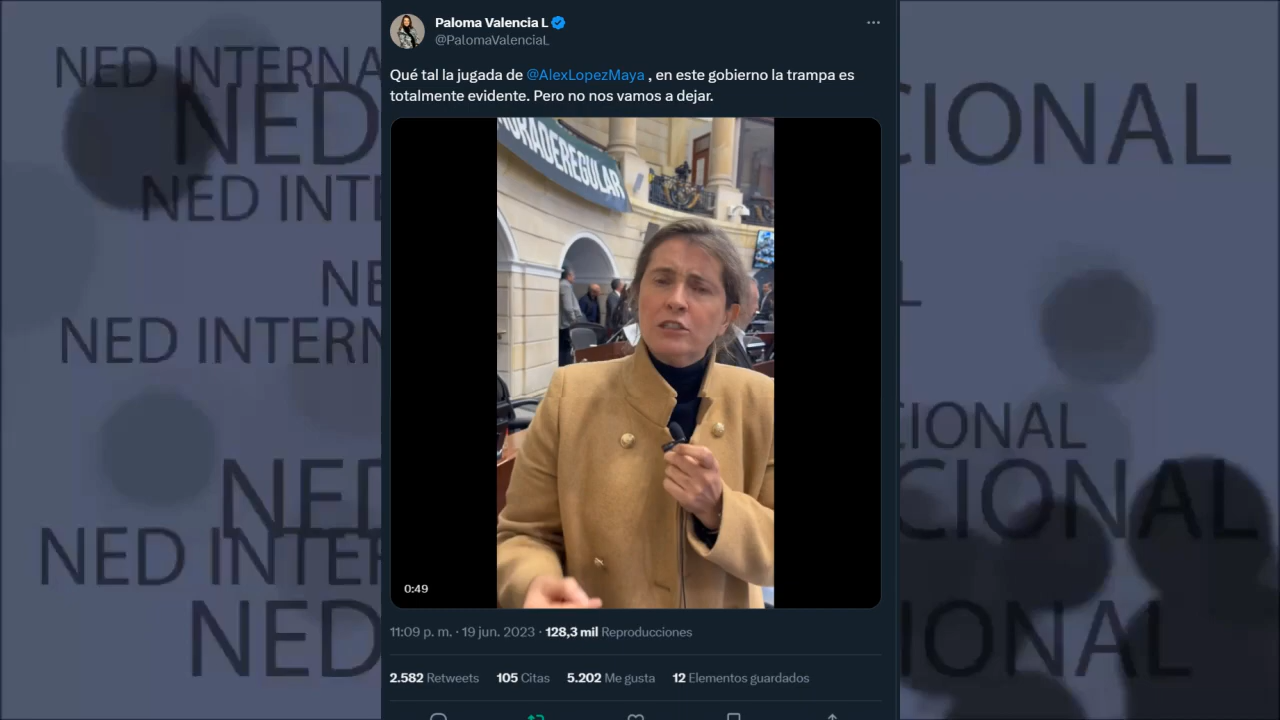 Paloma Valencia L
@PalomaValenciaL
Qué tal la jugada de @AlexLopezMaya , en este gobierno la trampa es
totalmente evidente. Pero no nos vamos a dejar.
ORADEREGULAR
0:49
11:09 p. m. · 19 jun. 2023 · 128,3 mil Reproducciones
2.582 Retweets 105 Citas 5.202 Me gusta 12 Elementos guardados
NED INTERNA
NED
CIONAL
NED INTE
NE
NED INTERN
L
CIONAL
NED
CIONAL
NED INTE
NED
IONAL